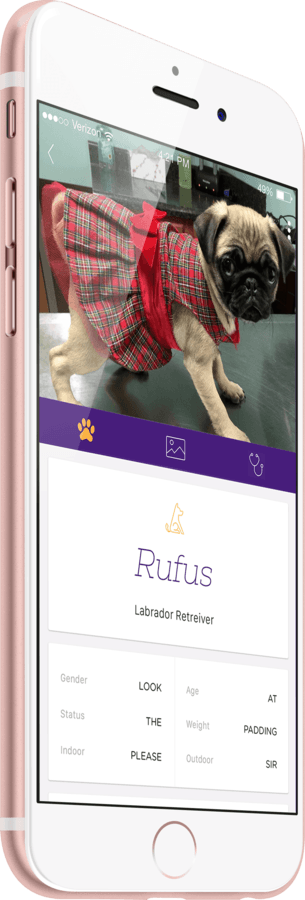 Verizon 4:21 PM 49%
Rufus
Labrador Retreiver
Gender LOOK Age AT
Status THE Weight PADDING
Indoor PLEASE Outdoor SIR